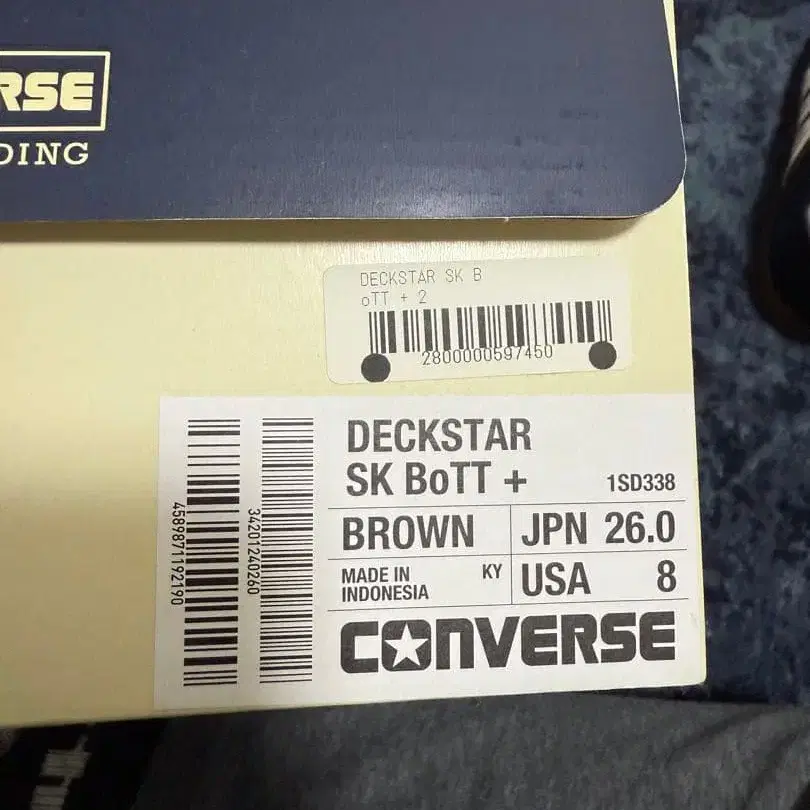 RSE
DING
DECKSTAR SK B
oTT + 2
2800000597450
4589871192190
34201240260
DECKSTAR
SK BoTT + 1SD338
BROWN JPN 26.0
MADE IN INDONESIA KY USA 8
CONVERSE